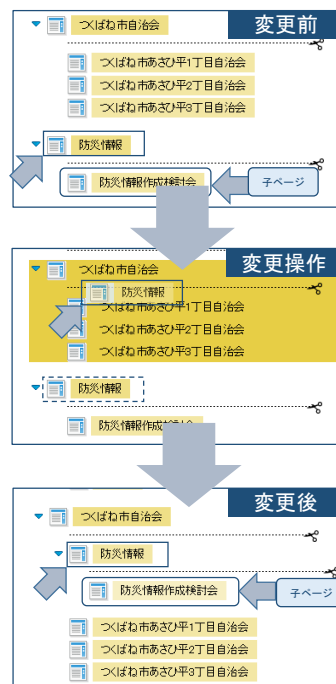 変更前
つくばね市自治会
つくばね市あさひ平1丁目自治会
つくばね市あさひ平2丁目自治会
つくばね市あさひ平3丁目自治会
防災情報
防災情報作成検討会
子ページ
変更操作
つくばね市自治会
防災情報
つくばね市あさひ平1丁目自治会
つくばね市あさひ平2丁目自治会
つくばね市あさひ平3丁目自治会
防災情報
防災情報作成検討会
変更後
つくばね市自治会
防災情報
防災情報作成検討会
子ページ
つくばね市あさひ平1丁目自治会
つくばね市あさひ平2丁目自治会
つくばね市あさひ平3丁目自治会